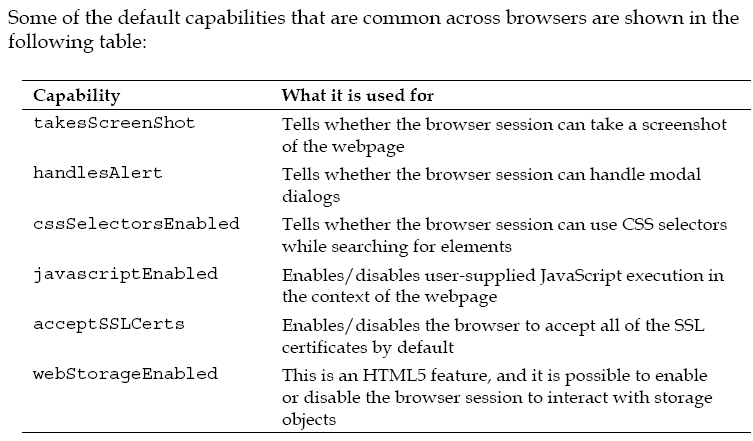 Some of the default capabilities that are common across browsers are shown in the
following table:
Capability What it is used for
takesScreenShot Tells whether the browser session can take a screenshot
of the webpage
handlesAlert Tells whether the browser session can handle modal
dialogs
cssSelectorsEnabled Tells whether the browser session can use CSS selectors
while searching for elements
javascriptEnabled Enables/disables user-supplied JavaScript execution in
the context of the webpage
acceptSSLCerts Enables/disables the browser to accept all of the SSL
certificates by default
webStorageEnabled This is an HTML5 feature, and it is possible to enable
or disable the browser session to interact with storage
objects